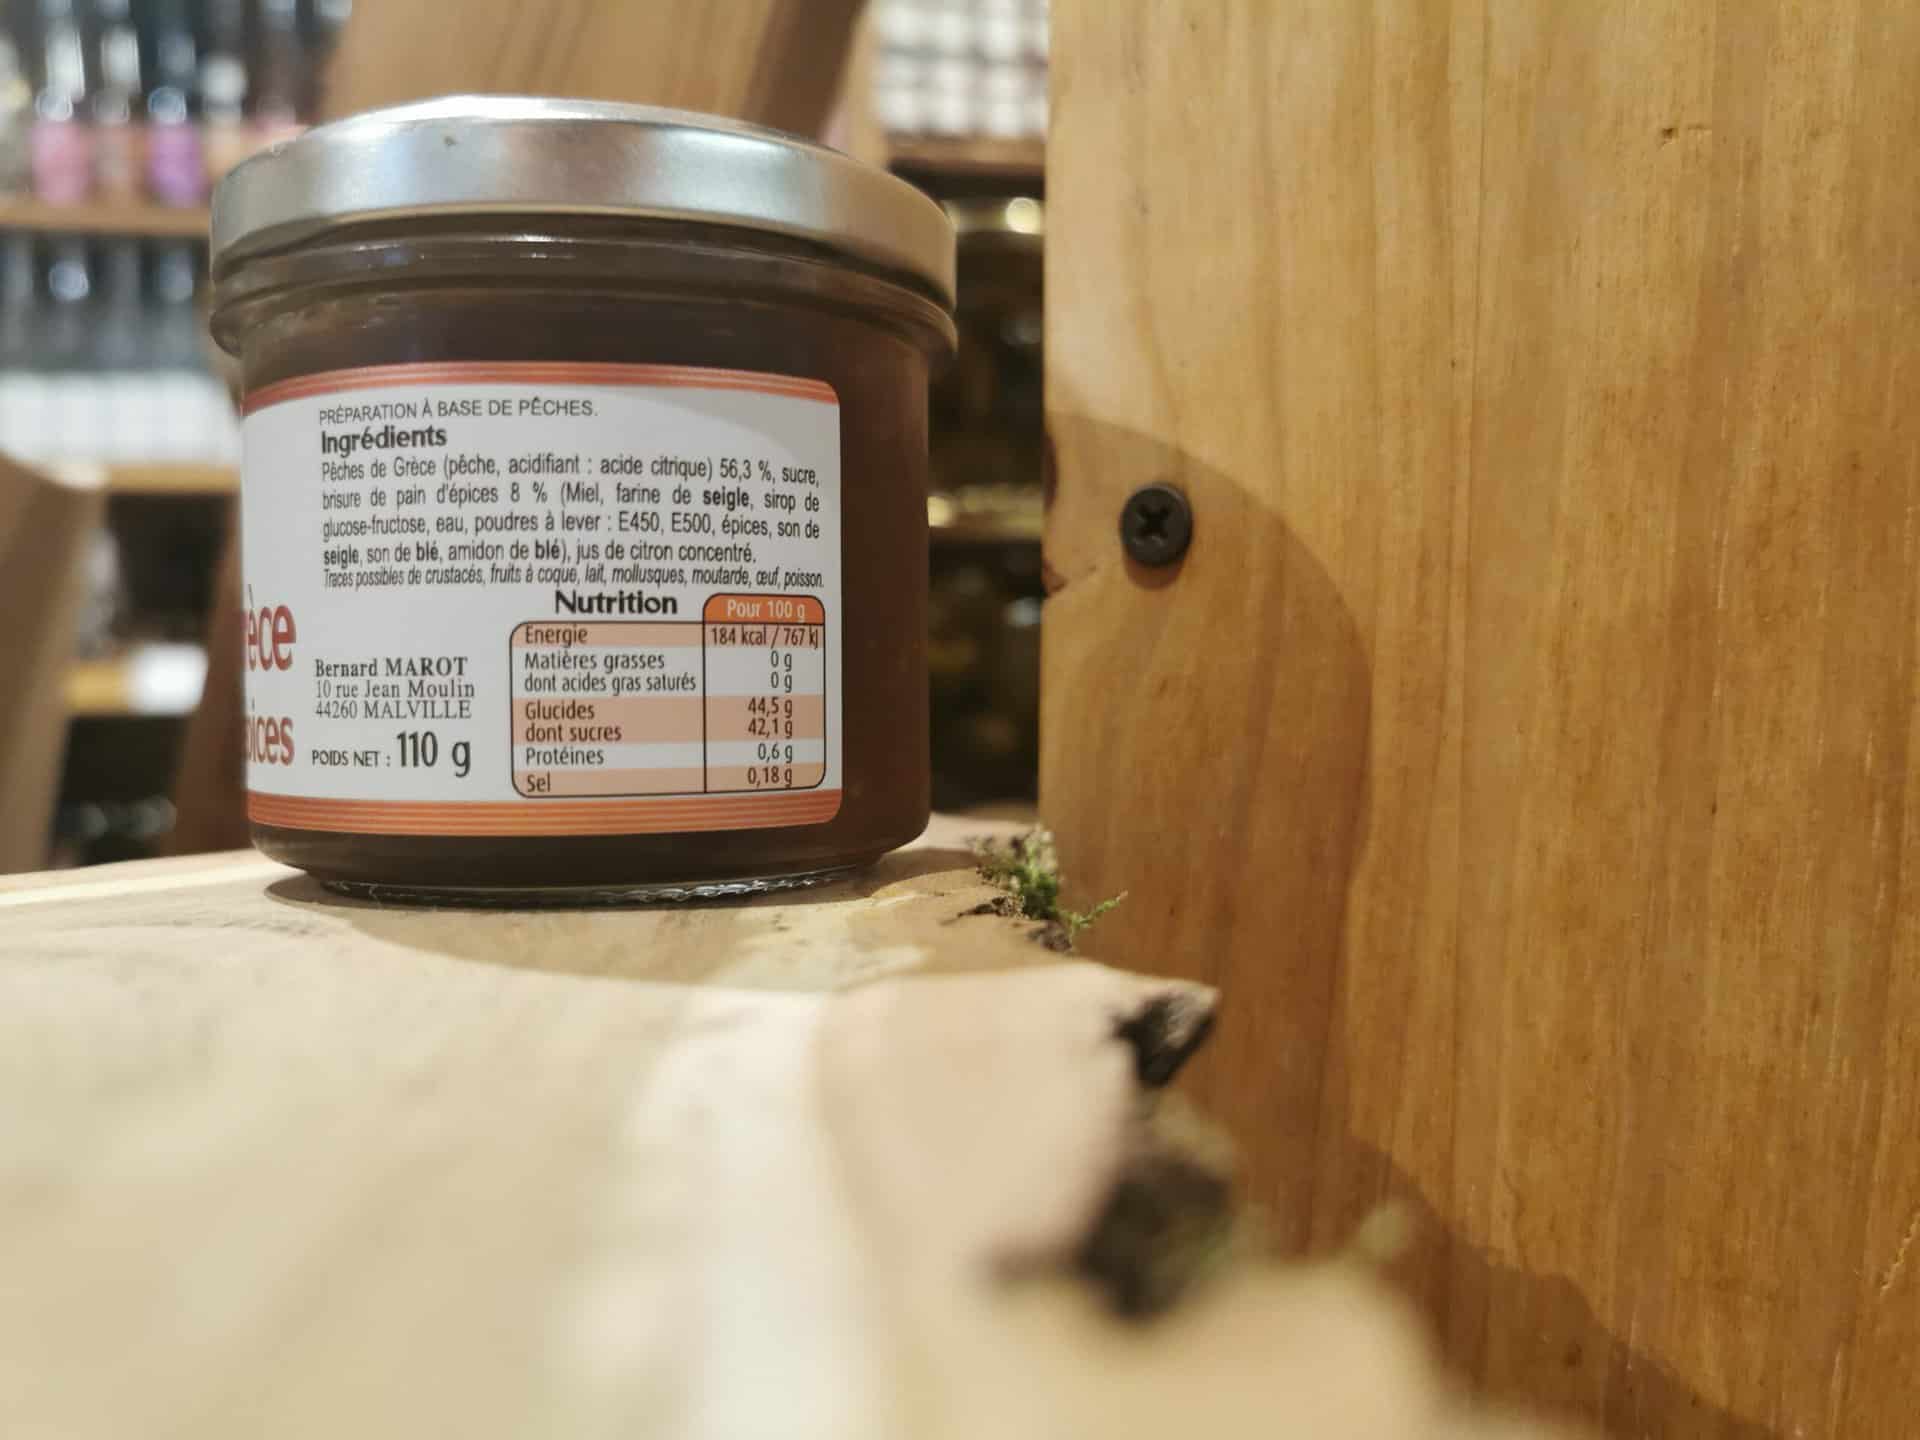 PRÉPARATION À BASE DE PÊCHES.
Ingrédients
Pêches de Grèce (pêche, acidifiant : acide citrique) 56,3 %, sucre,
brisure de pain d'épices 8 % (Miel, farine de seigle, sirop de
glucose-fructose, eau, poudres à lever : E450, E500, épices, son de
seigle, son de blé, amidon de blé), jus de citron concentré.
Traces possibles de crustacés, fruits à coque, lait, mollusques, moutarde, œuf, poisson.
Nutrition
Pour 100 g
Energie 184 kcal / 767 kj
Matières grasses 0 g
dont acides gras saturés 0 g
Glucides 44,5 g
dont sucres 42,1 g
Protéines 0,6 g
Sel 0,18 g
èce
pices
Bernard MAROT
10 rue Jean Moulin
44260 MALVILLE
POIDS NET : 110 g